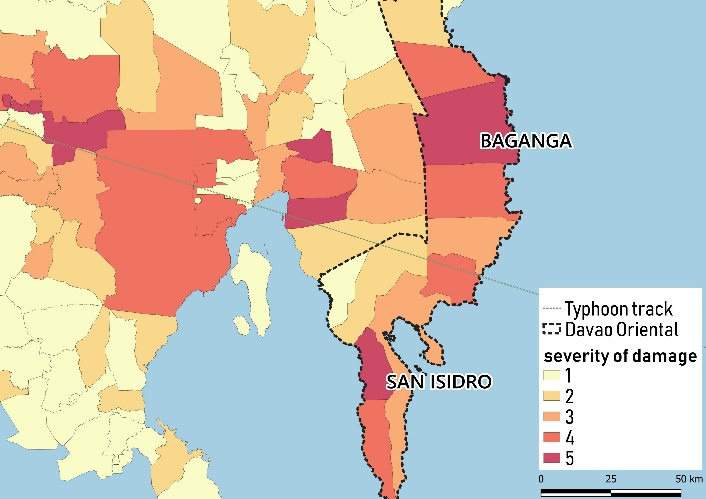 BAGANGA
SAN ISIDRO
Typhoon track
Davao Oriental
severity of damage
1
2
3
4
5
0 25 50 km